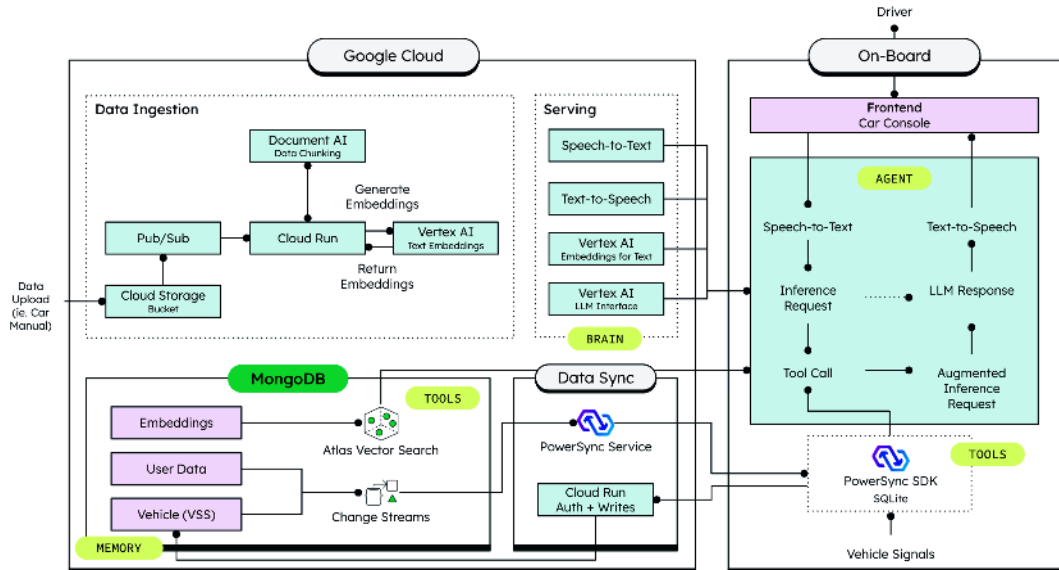 Driver
Google Cloud
On-Board
Data Ingestion
Document AI
Data Chunking
Generate
Embeddings
Pub/Sub
Cloud Run
Vertex AI
Text Embeddings
Return
Embeddings
Data
Upload
(ie. Car
Manual)
Cloud Storage
Bucket
Serving
Speech-to-Text
Text-to-Speech
Vertex AI
Embeddings for Text
Vertex AI
LLM Interface
BRAIN
Frontend
Car Console
AGENT
Speech-to-Text
Text-to-Speech
Inference
Request
LLM Response
Tool Call
Augmented
Inference
Request
MongoDB
TOOLS
Embeddings
Atlas Vector Search
User Data
Vehicle (VSS)
Change Streams
MEMORY
Data Sync
PowerSync Service
Cloud Run
Auth + Writes
TOOLS
PowerSync SDK
SQLite
Vehicle Signals